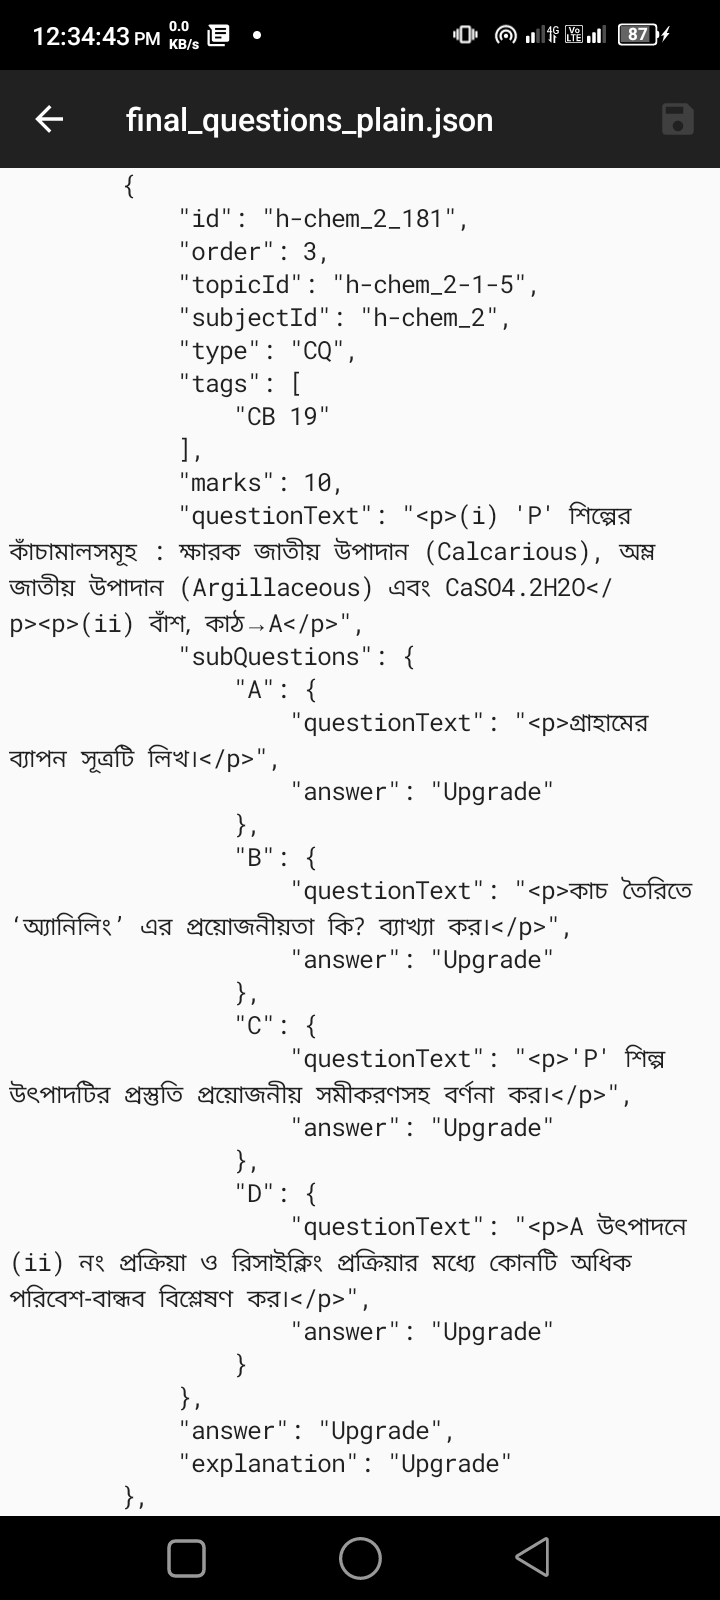 12:34:43 PM 0.0 KB/s 4G Vo LTE 87
final_questions_plain.json
{
"id": "h-chem_2_181",
"order": 3,
"topicId": "h-chem_2-1-5",
"subjectId": "h-chem_2",
"type": "CQ",
"tags": [
"CB 19"
],
"marks": 10,
"questionText": "<p>(i) 'P' শিল্পের
কাঁচামালসমূহ : ক্ষারক জাতীয় উপাদান (Calcarious), অম্ল
জাতীয় উপাদান (Argillaceous) এবং CaSO4.2H2O</
p><p>(ii) বাঁশ, কাঠ→A</p>",
"subQuestions": {
"A": {
"questionText": "<p>গ্রাহামের
ব্যাপন সূত্রটি লিখ।</p>",
"answer": "Upgrade"
},
"B": {
"questionText": "<p>কাচ তৈরিতে
‘অ্যানিলিং’ এর প্রয়োজনীয়তা কি? ব্যাখ্যা কর।</p>",
"answer": "Upgrade"
},
"C": {
"questionText": "<p>'P' শিল্প
উৎপাদটির প্রস্তুতি প্রয়োজনীয় সমীকরণসহ বর্ণনা কর।</p>",
"answer": "Upgrade"
},
"D": {
"questionText": "<p>A উৎপাদনে
(ii) নং প্রক্রিয়া ও রিসাইক্লিং প্রক্রিয়ার মধ্যে কোনটি অধিক
পরিবেশ-বান্ধব বিশ্লেষণ কর।</p>",
"answer": "Upgrade"
}
},
"answer": "Upgrade",
"explanation": "Upgrade"
},